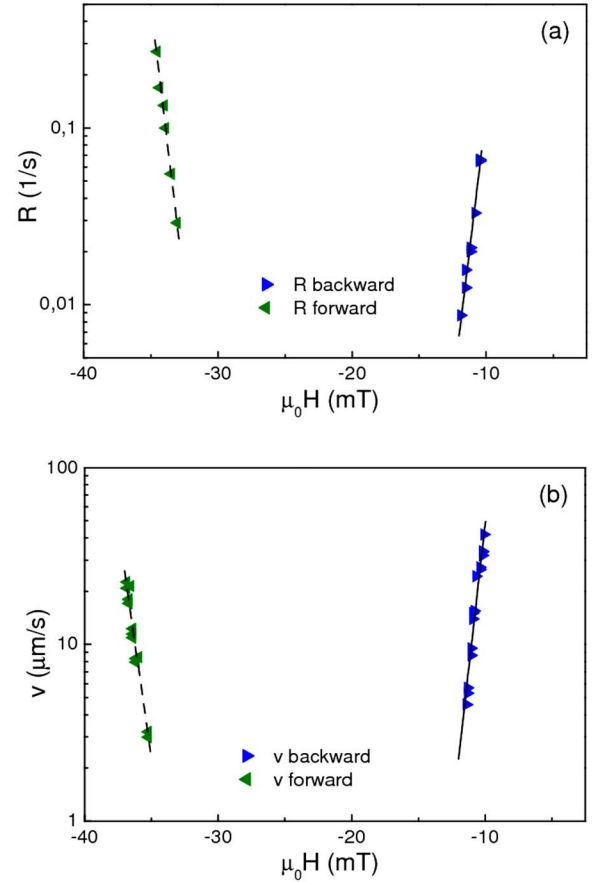 (a)
R (1/s)
0,1
0,01
R backward
R forward
-40 -30 -20 -10
μ₀H (mT)
(b)
v (μm/s)
100
10
1
v backward
v forward
-40 -30 -20 -10
μ₀H (mT)